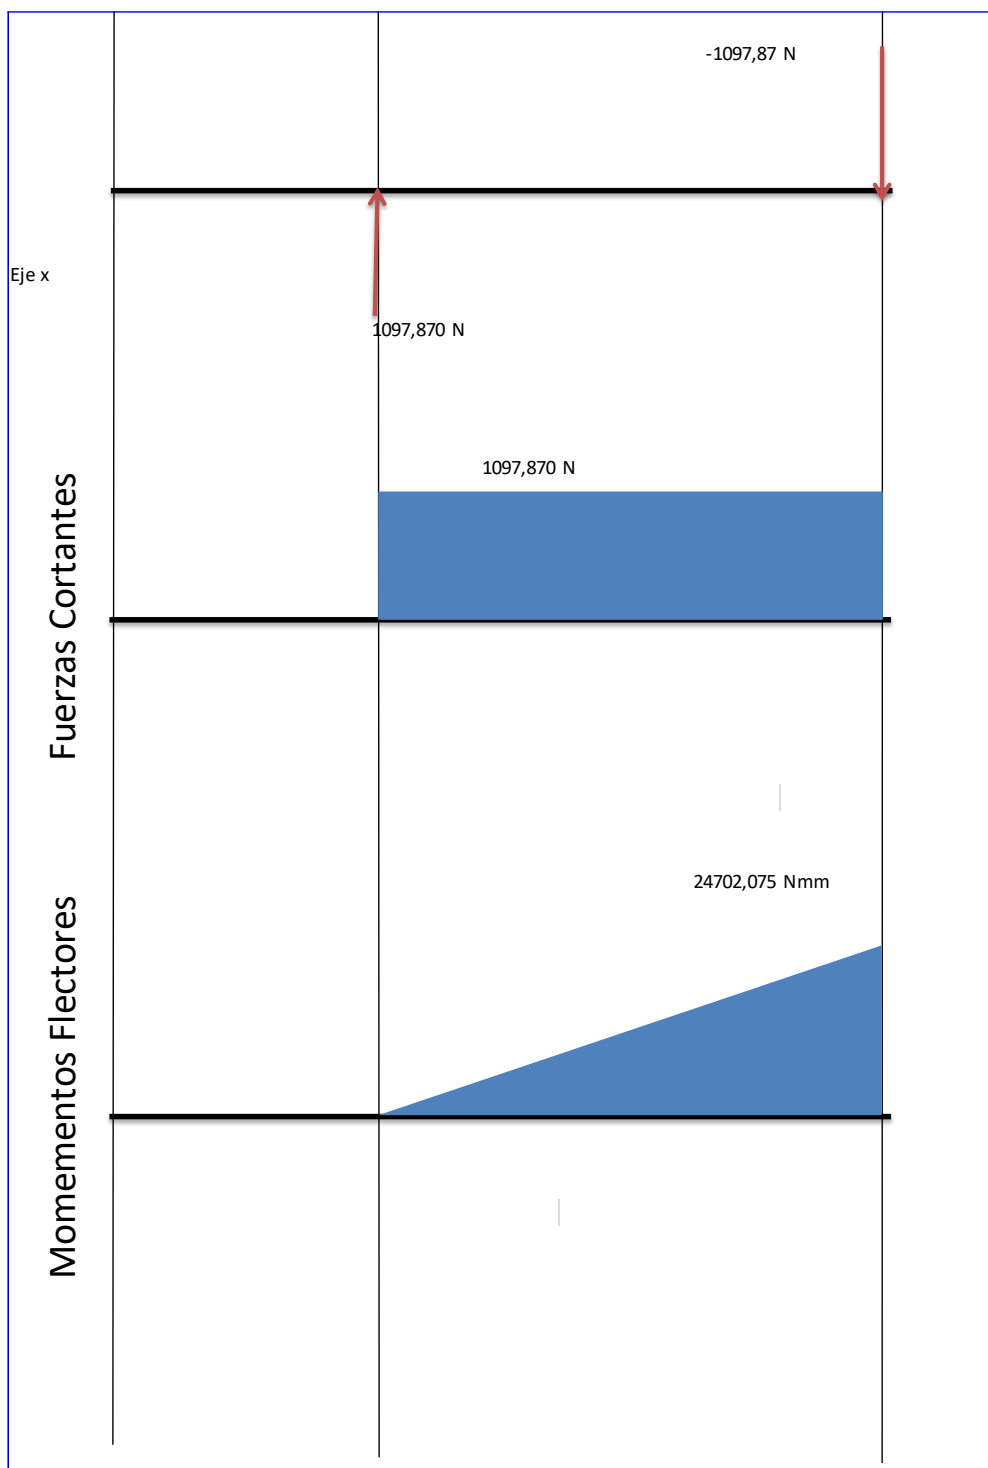 -1097,87 N
Eje x
1097,870 N
1097,870 N
Fuerzas Cortantes
24702,075 Nmm
Momementos Flectores